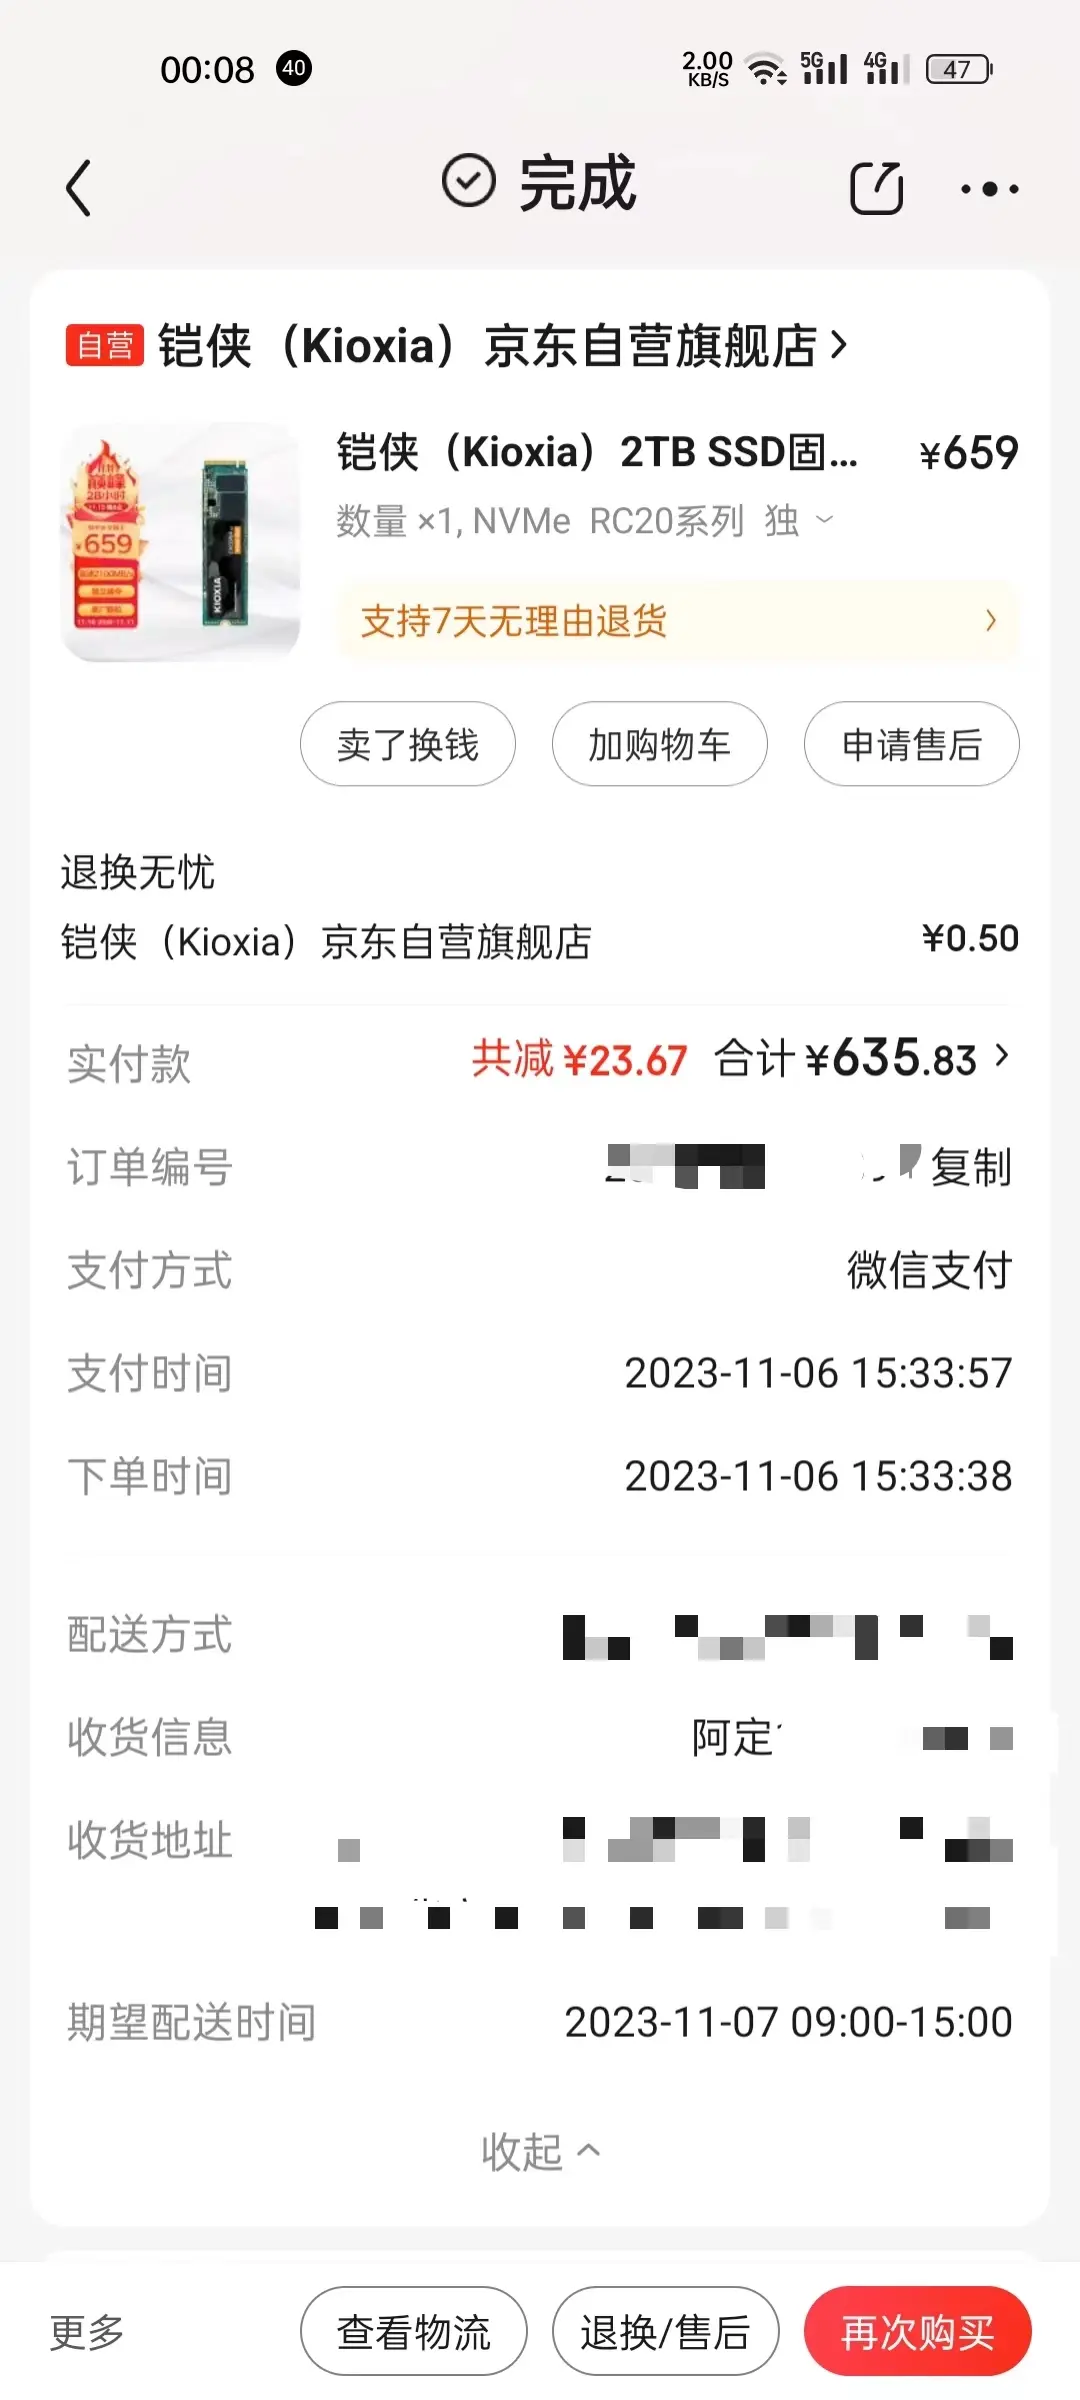 00:08 40 2.00 KB/S 5G 4G 47
完成
自营 铠侠（Kioxia）京东自营旗舰店
铠侠（Kioxia）2TB SSD固... ¥659
数量 ×1, NVMe RC20系列 独
28小时
¥659
KIOXIA
支持7天无理由退货
卖了换钱 加购物车 申请售后
退换无忧
铠侠（Kioxia）京东自营旗舰店 ¥0.50
实付款 共减 ¥23.67 合计 ¥635.83
订单编号 复制
支付方式 微信支付
支付时间 2023-11-06 15:33:57
下单时间 2023-11-06 15:33:38
配送方式
收货信息 阿定
收货地址
期望配送时间 2023-11-07 09:00-15:00
收起
更多 查看物流 退换/售后 再次购买